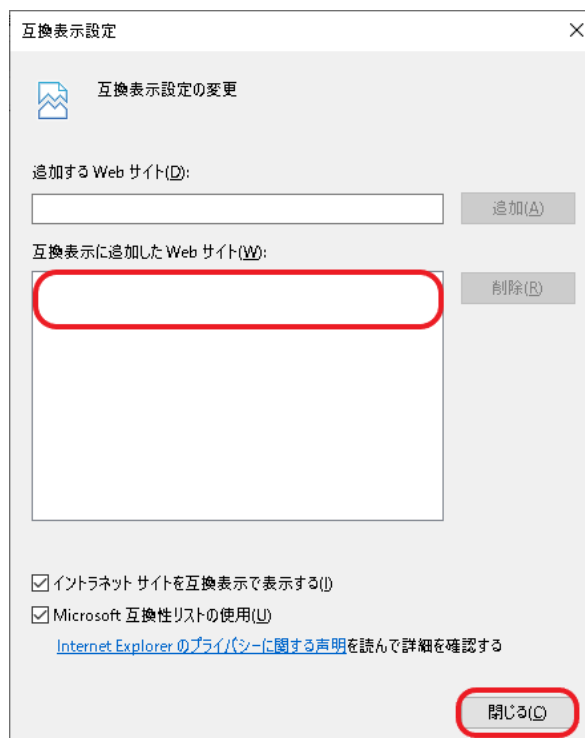 互換表示設定
互換表示設定の変更
追加する Web サイト(D):
追加(A)
互換表示に追加した Web サイト(W):
削除(R)
イントラネット サイトを互換表示で表示する(I)
Microsoft 互換性リストの使用(U)
Internet Explorer のプライバシーに関する声明を読んで詳細を確認する
閉じる(C)